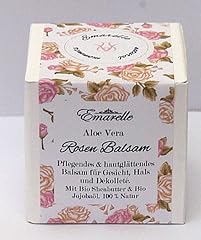 Emarelle
Emarelle
Aloe Vera
Rosen Balsam
Pflegendes & hautglättendes
Balsam für Gesicht, Hals
und Dekolleté.
Mit Bio Sheabutter & Bio
Jojobaöl, 100 % Natur